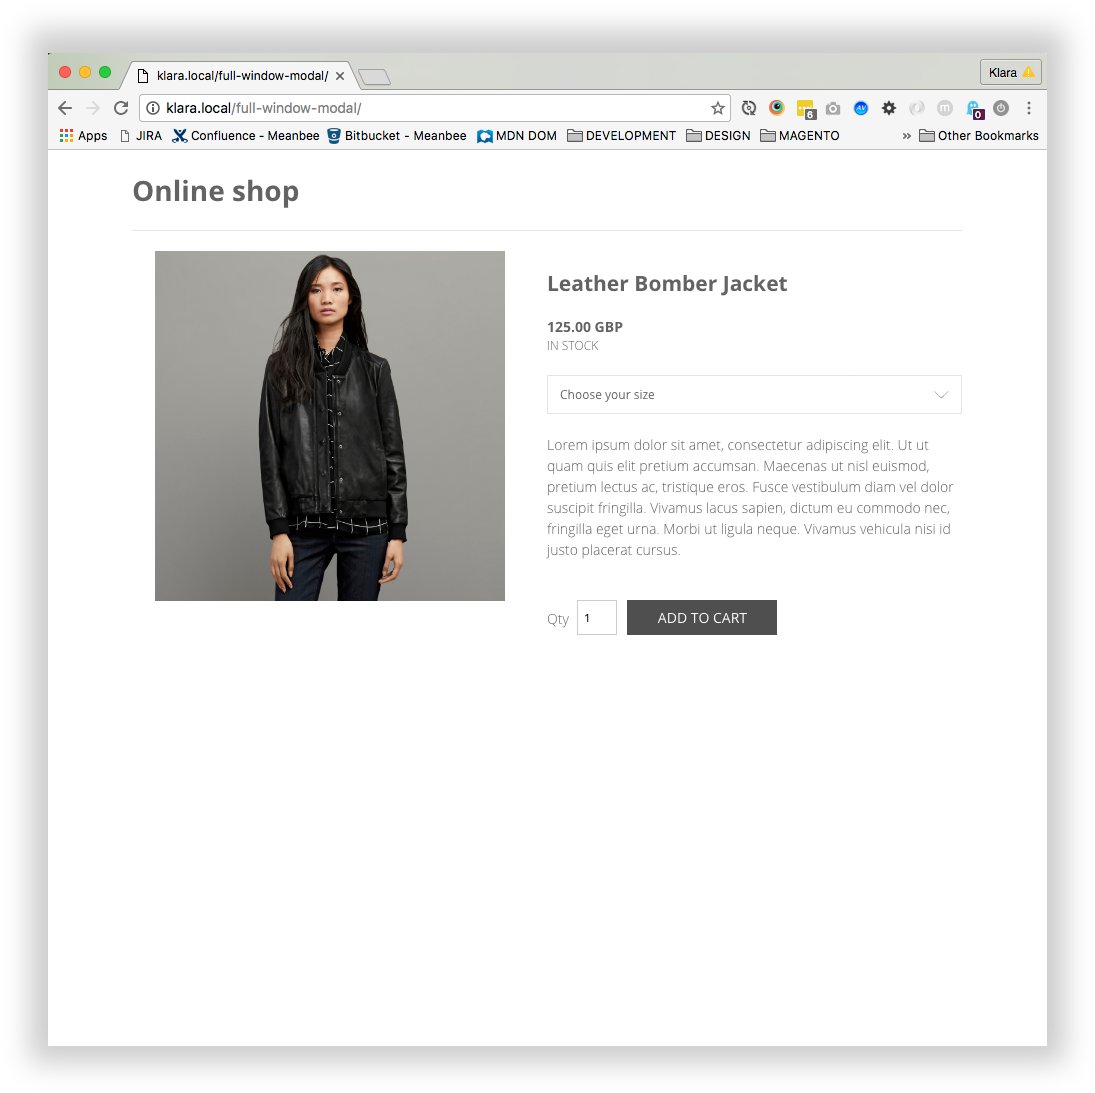 klara.local/full-window-modal/
Klara
klara.local/full-window-modal/
AV
6
m
0
Apps JIRA Confluence - Meanbee Bitbucket - Meanbee MDN DOM DEVELOPMENT DESIGN MAGENTO » Other Bookmarks
Online shop
Leather Bomber Jacket
125.00 GBP
IN STOCK
Choose your size
Lorem ipsum dolor sit amet, consectetur adipiscing elit. Ut ut
quam quis elit pretium accumsan. Maecenas ut nisl euismod,
pretium lectus ac, tristique eros. Fusce vestibulum diam vel dolor
suscipit fringilla. Vivamus lacus sapien, dictum eu commodo nec,
fringilla eget urna. Morbi ut ligula neque. Vivamus vehicula nisi id
justo placerat cursus.
Qty 1 ADD TO CART